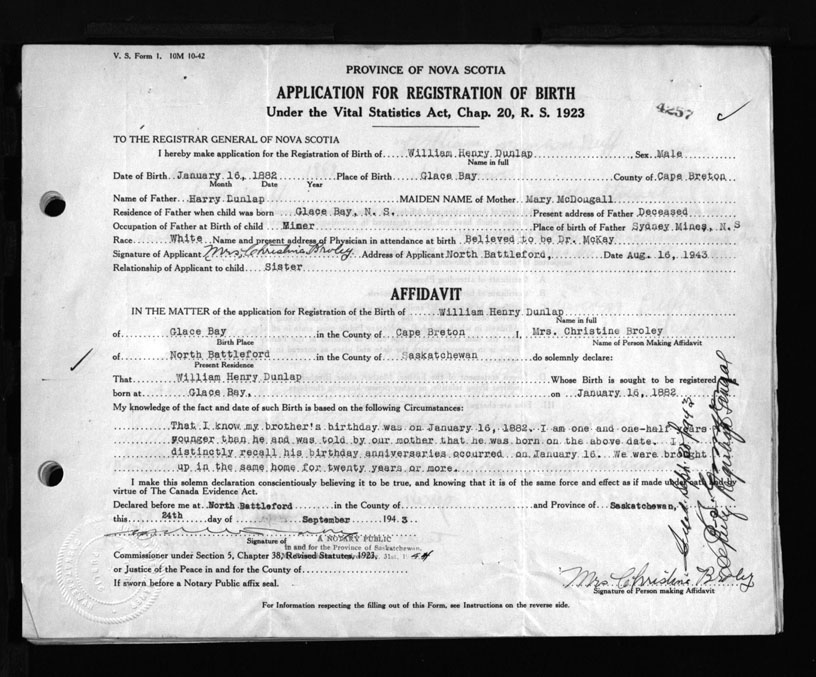 V. S. Form 1. 10M 10-42
PROVINCE OF NOVA SCOTIA
APPLICATION FOR REGISTRATION OF BIRTH
Under the Vital Statistics Act, Chap. 20, R. S. 1923
4257
TO THE REGISTRAR GENERAL OF NOVA SCOTIA
I hereby make application for the Registration of Birth of William Henry Dunlap, Sex Male
Name in full
Date of Birth January 16, 1882 Place of Birth Glace Bay County of Cape Breton
Month Date Year
Name of Father Harry Dunlap MAIDEN NAME of Mother Mary McDougall
Residence of Father when child was born Glace Bay, N. S. Present address of Father Deceased
Occupation of Father at Birth of child Miner Place of birth of Father Sydney Mines, N.S
Race White Name and present address of Physician in attendance at birth Believed to be Dr. McKay
Signature of Applicant Mrs. Christina Broley Address of Applicant North Battleford, Date Aug. 16, 1943
Relationship of Applicant to child Sister
AFFIDAVIT
IN THE MATTER of the application for Registration of the Birth of William Henry Dunlap
Name in full
of Glace Bay in the County of Cape Breton I, Mrs. Christine Broley
Birth Place Name of Person Making Affidavit
of North Battleford in the County of Saskatchewan do solemnly declare:
Present Residence
That William Henry Dunlap Whose Birth is sought to be registered
born at Glace Bay, on January 16, 1882
My knowledge of the fact and date of such Birth is based on the following Circumstances:
That I know my brother's birthday was on January 16, 1882. I am one and one-half years
younger than he and was told by our mother that he was born on the above date. I
distinctly recall his birthday anniversaries occurred on January 16. We were brought
up in the same home for twenty years or more.
I make this solemn declaration conscientiously believing it to be true, and knowing that it is of the same force and effect as if made under oath and by
virtue of The Canada Evidence Act.
Declared before me at North Battleford in the County of and Province of Saskatchewan,
this 24th day of September 1943
Signature of A NOTARY PUBLIC
in and for the Province of Saskatchewan,
Commissioner under Section 5, Chapter 38, Revised Statutes, 1923, 31st, 1
or Justice of the Peace in and for the County of
If sworn before a Notary Public affix seal.
Mrs. Christine Broley
Signature of Person making Affidavit
For Information respecting the filling out of this Form, see Instructions on the reverse side.